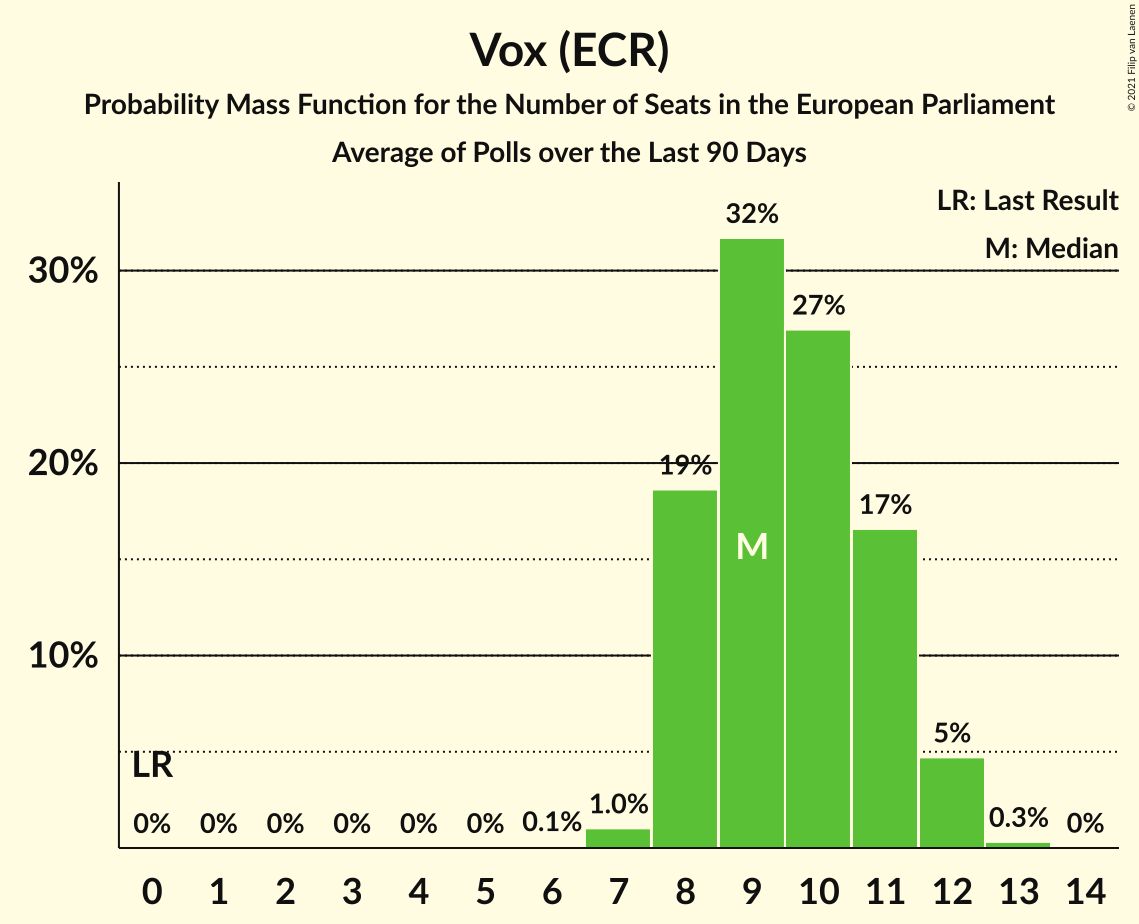 Vox (ECR)
Probability Mass Function for the Number of Seats in the European Parliament
Average of Polls over the Last 90 Days
© 2021 Filip van Laenen
LR: Last Result
M: Median
30%
20%
10%
LR
M
0% 0% 0% 0% 0% 0% 0.1% 1.0% 19% 32% 27% 17% 5% 0.3% 0%
0 1 2 3 4 5 6 7 8 9 10 11 12 13 14